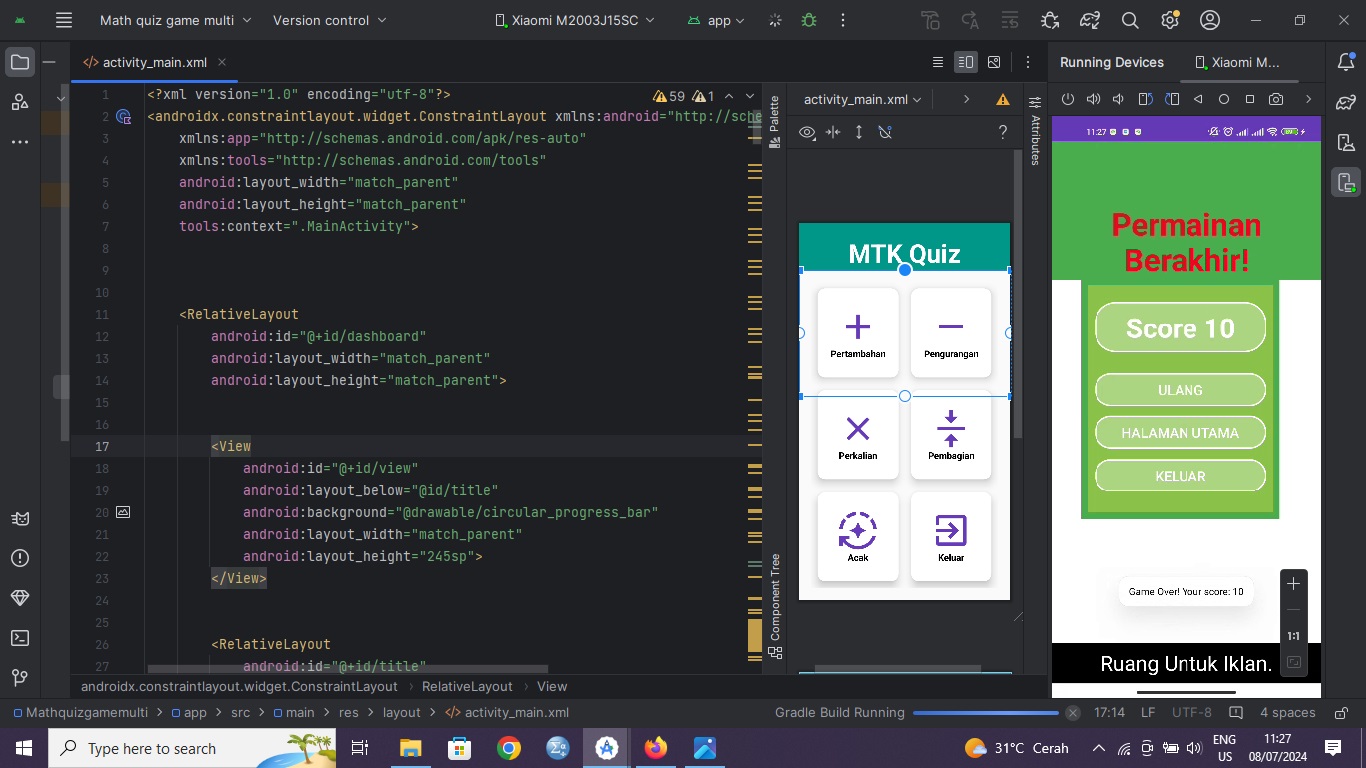 Math quiz game multi
Version control
Xiaomi M2003J15SC
app
activity_main.xml
59
1
1 <?xml version="1.0" encoding="utf-8"?>
2 <androidx.constraintlayout.widget.ConstraintLayout xmlns:android="http://sche
3 xmlns:app="http://schemas.android.com/apk/res-auto"
4 xmlns:tools="http://schemas.android.com/tools"
5 android:layout_width="match_parent"
6 android:layout_height="match_parent"
7 tools:context=".MainActivity">
8
9
10
11 <RelativeLayout
12 android:id="@+id/dashboard"
13 android:layout_width="match_parent"
14 android:layout_height="match_parent">
15
16
17 <View
18 android:id="@+id/view"
19 android:layout_below="@id/title"
20 android:background="@drawable/circular_progress_bar"
21 android:layout_width="match_parent"
22 android:layout_height="245sp">
23 </View>
24
25
26 <RelativeLayout
27 android:id="@+id/title"
androidx.constraintlayout.widget.ConstraintLayout
RelativeLayout
View
Palette
Component Tree
activity_main.xml
Attributes
MTK Quiz
Pertambahan
Pengurangan
Perkalian
Pembagian
Acak
Keluar
Running Devices
Xiaomi M...
11:27
Permainan
Berakhir!
Score 10
ULANG
HALAMAN UTAMA
KELUAR
Game Over! Your score: 10
1:1
Ruang Untuk Iklan.
Mathquizgamemulti
app
src
main
res
layout
activity_main.xml
Gradle Build Running
17:14
LF
UTF-8
4 spaces
Type here to search
31°C Cerah
ENG
US
11:27
08/07/2024